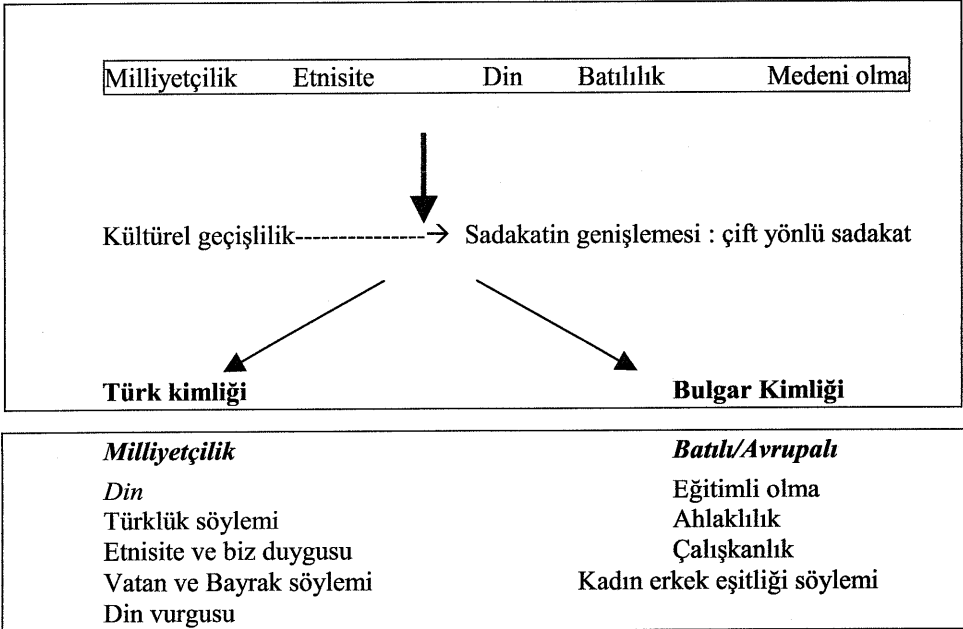 Milliyetçilik Etnisite Din Batılılık Medeni olma
Kültürel geçişlilik---------------→ Sadakatin genişlemesi : çift yönlü sadakat
Türk kimliği Bulgar Kimliği
Milliyetçilik Batılı/Avrupalı
Din Eğitimli olma
Türklük söylemi Ahlaklılık
Etnisite ve biz duygusu Çalışkanlık
Vatan ve Bayrak söylemi Kadın erkek eşitliği söylemi
Din vurgusu